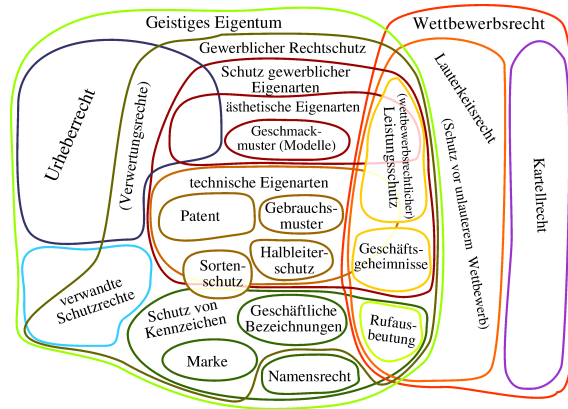 Geistiges Eigentum
Wettbewerbsrecht
Gewerblicher Rechtschutz
Schutz gewerblicher
Eigenarten
ästhetische Eigenarten
Geschmack-
muster (Modelle)
Urheberrecht
(Verwertungsrechte)
(wettbewerbsrechtlicher)
Leistungsschutz
Lauterkeitsrecht
(Schutz vor unlauterem Wettbewerb)
Kartellrecht
technische Eigenarten
Patent
Gebrauchs-
muster
Halbleiter-
schutz
Sorten-
schutz
Geschäfts-
geheimnisse
verwandte
Schutzrechte
Schutz von
Kennzeichen
Geschäftliche
Bezeichnungen
Rufaus-
beutung
Marke
Namensrecht